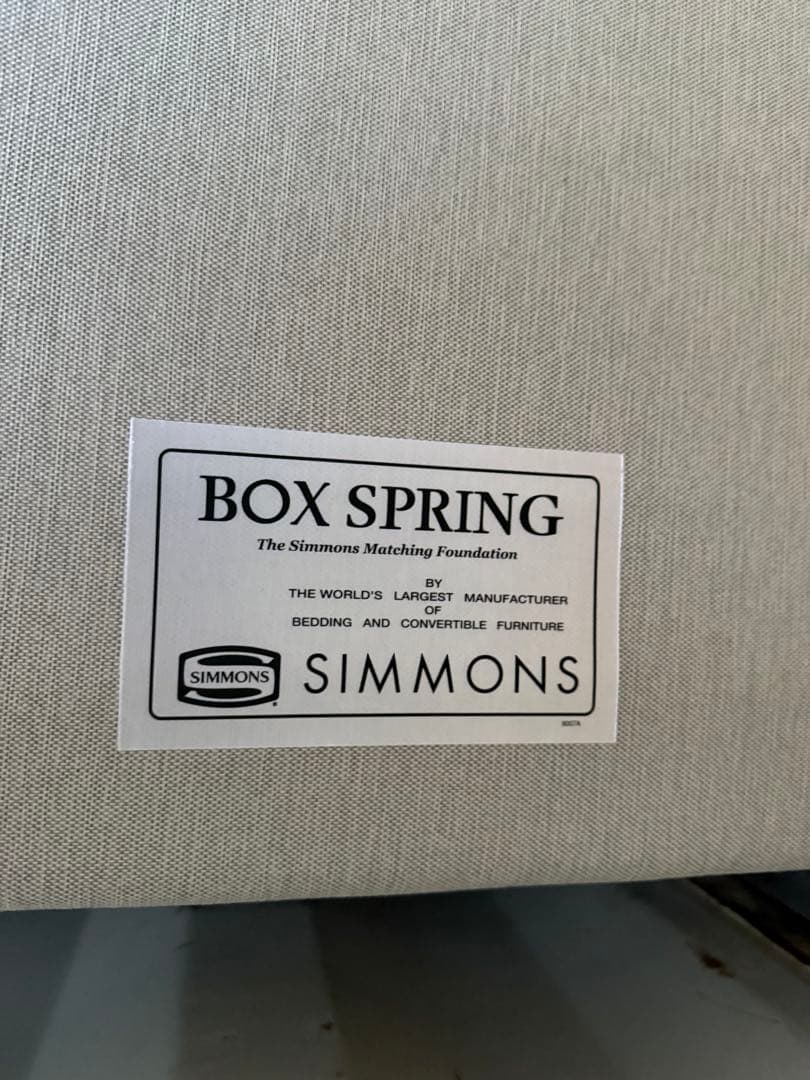 BOX SPRING
The Simmons Matching Foundation
BY
THE WORLD'S LARGEST MANUFACTURER
OF
BEDDING AND CONVERTIBLE FURNITURE
SIMMONS
SIMMONS